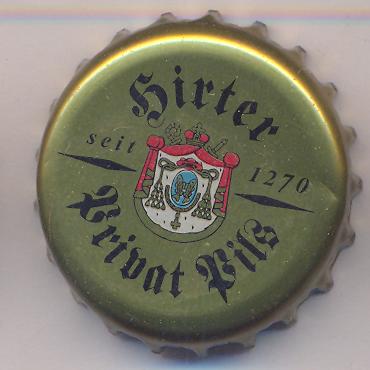 Hirter
seit 1270
Privat Pils